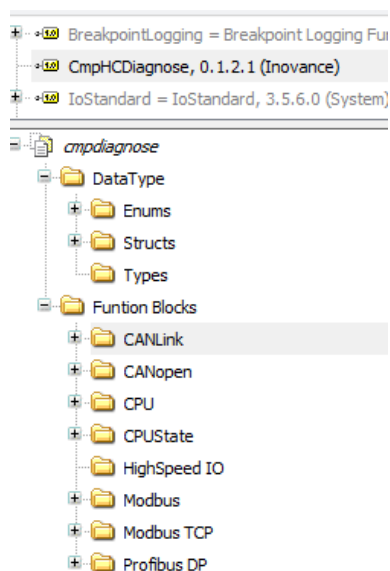 BreakpointLogging = Breakpoint Logging Fu
CmpHCDiagnose, 0.1.2.1 (Inovance)
IoStandard = IoStandard, 3.5.6.0 (System)
cmpdiagnose
DataType
Enums
Structs
Types
Funtion Blocks
CANLink
CANopen
CPU
CPUState
HighSpeed IO
Modbus
Modbus TCP
Profibus DP